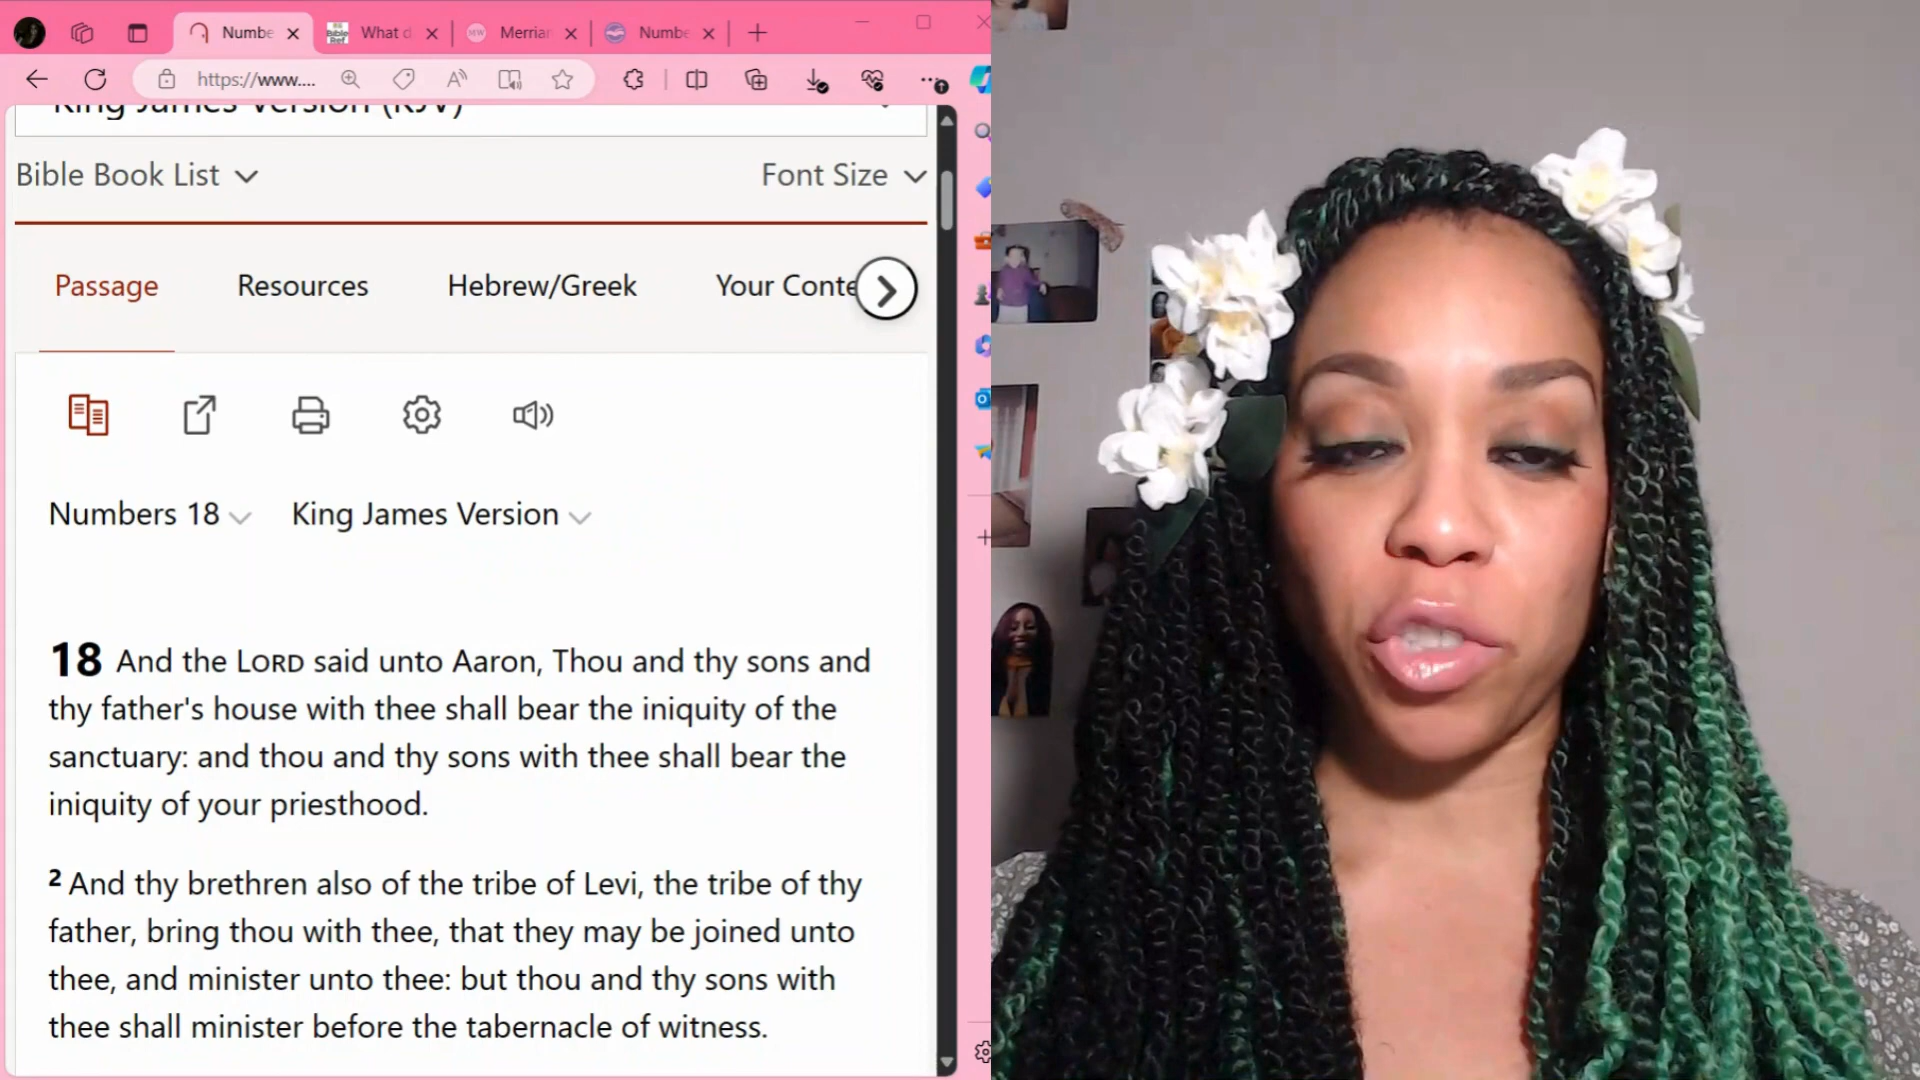 Numbe
What d
Merriam
Numbe
https://www....
King James Version (KJV)
Bible Book List
Font Size
Passage
Resources
Hebrew/Greek
Your Conte
Numbers 18
King James Version
18 And the LORD said unto Aaron, Thou and thy sons and
thy father's house with thee shall bear the iniquity of the
sanctuary: and thou and thy sons with thee shall bear the
iniquity of your priesthood.
2 And thy brethren also of the tribe of Levi, the tribe of thy
father, bring thou with thee, that they may be joined unto
thee, and minister unto thee: but thou and thy sons with
thee shall minister before the tabernacle of witness.